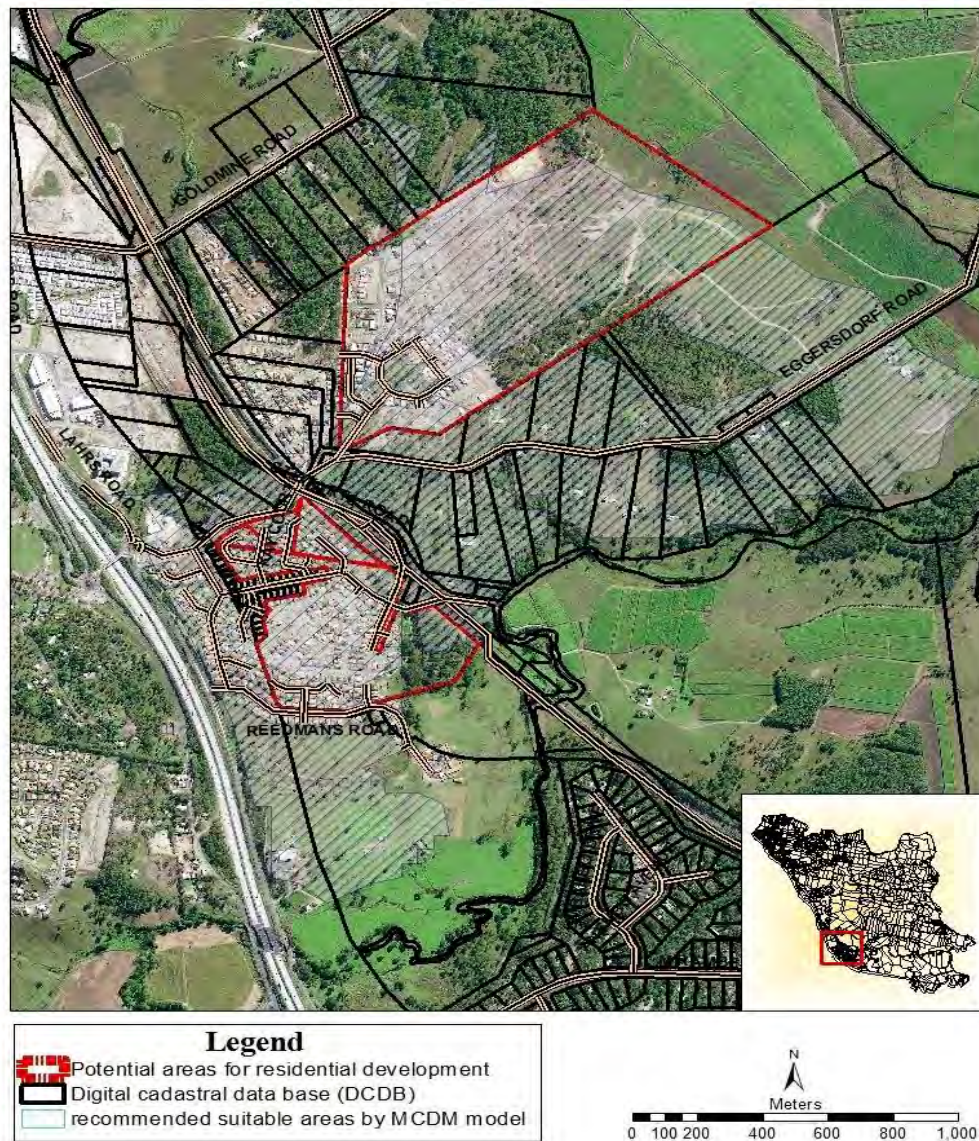 GOLDMINE ROAD
ROAD
EGGERSDORF ROAD
LAHRS ROAD
REEDMANS ROAD
Legend
Potential areas for residential development
Digital cadastral data base (DCDB)
recommended suitable areas by MCDM model
N
Meters
0 100 200 400 600 800 1,000